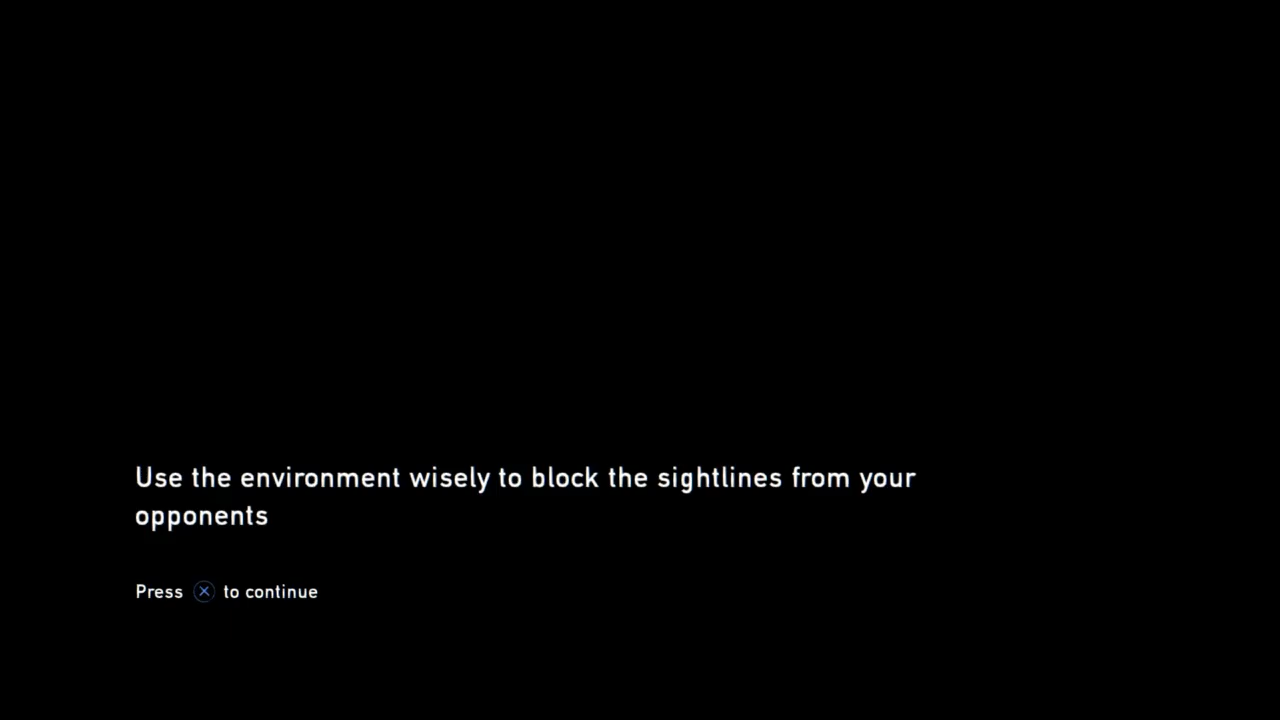 Use the environment wisely to block the sightlines from your
opponents
Press ⓧ to continue